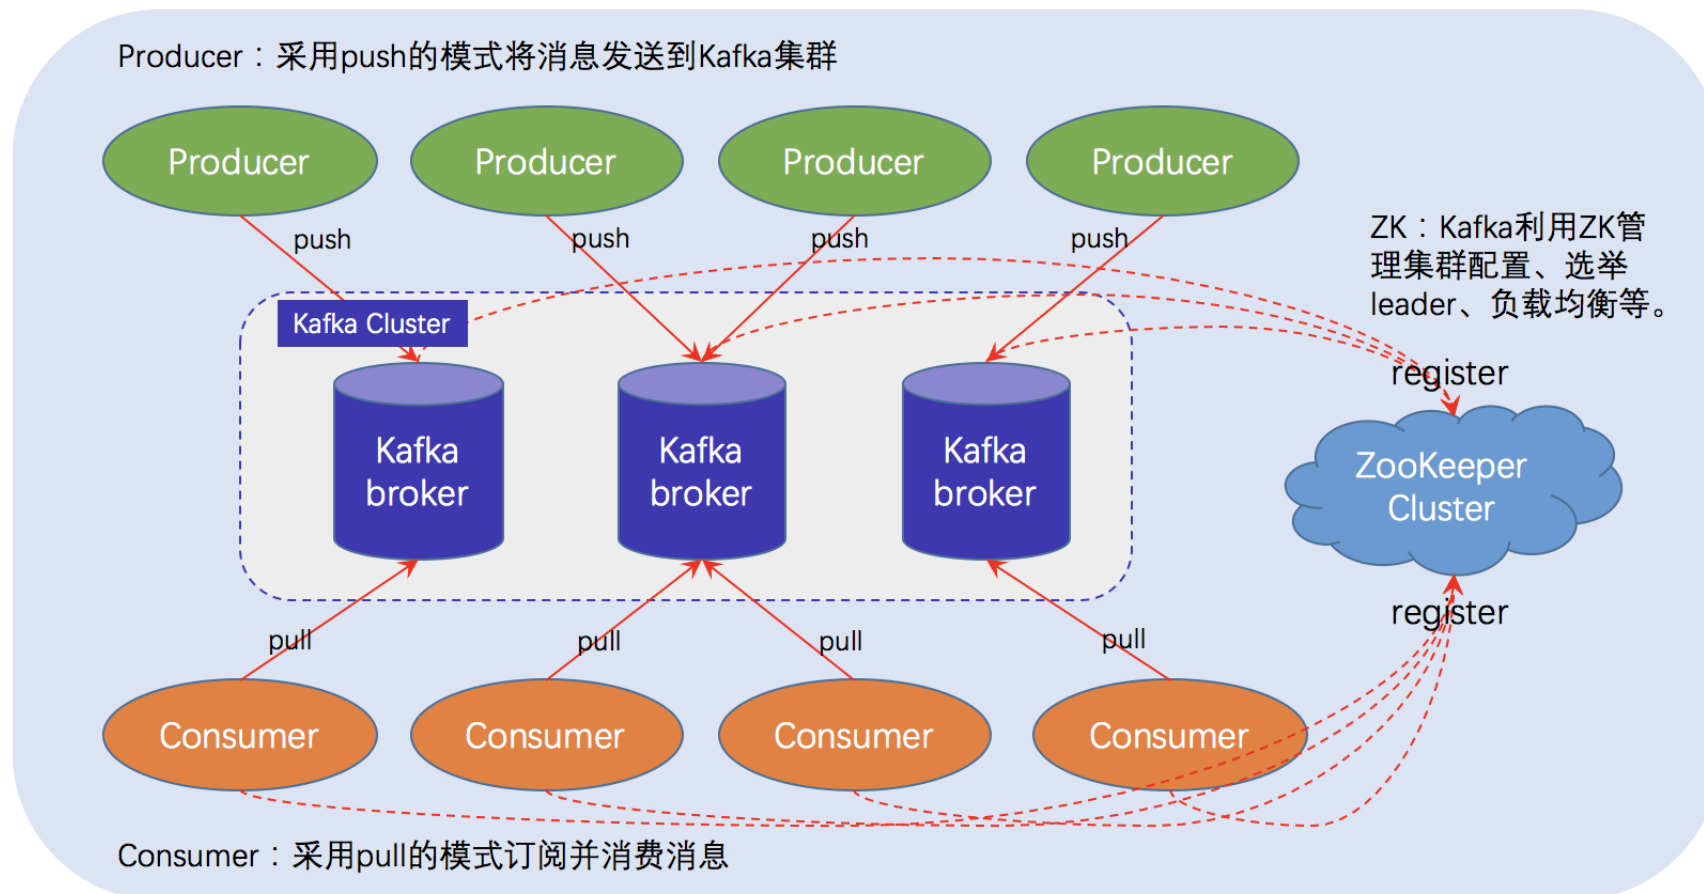 Producer：采用push的模式将消息发送到Kafka集群
Producer
Producer
Producer
Producer
push
push
push
push
ZK：Kafka利用ZK管
理集群配置、选举
leader、负载均衡等。
Kafka Cluster
register
Kafka
broker
Kafka
broker
Kafka
broker
ZooKeeper
Cluster
register
pull
pull
pull
pull
Consumer
Consumer
Consumer
Consumer
Consumer：采用pull的模式订阅并消费消息